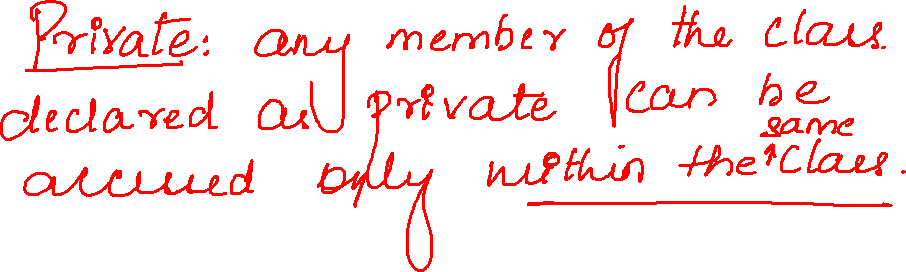 Private: any member of the class.
declared as private can be
accessed only within the same class.